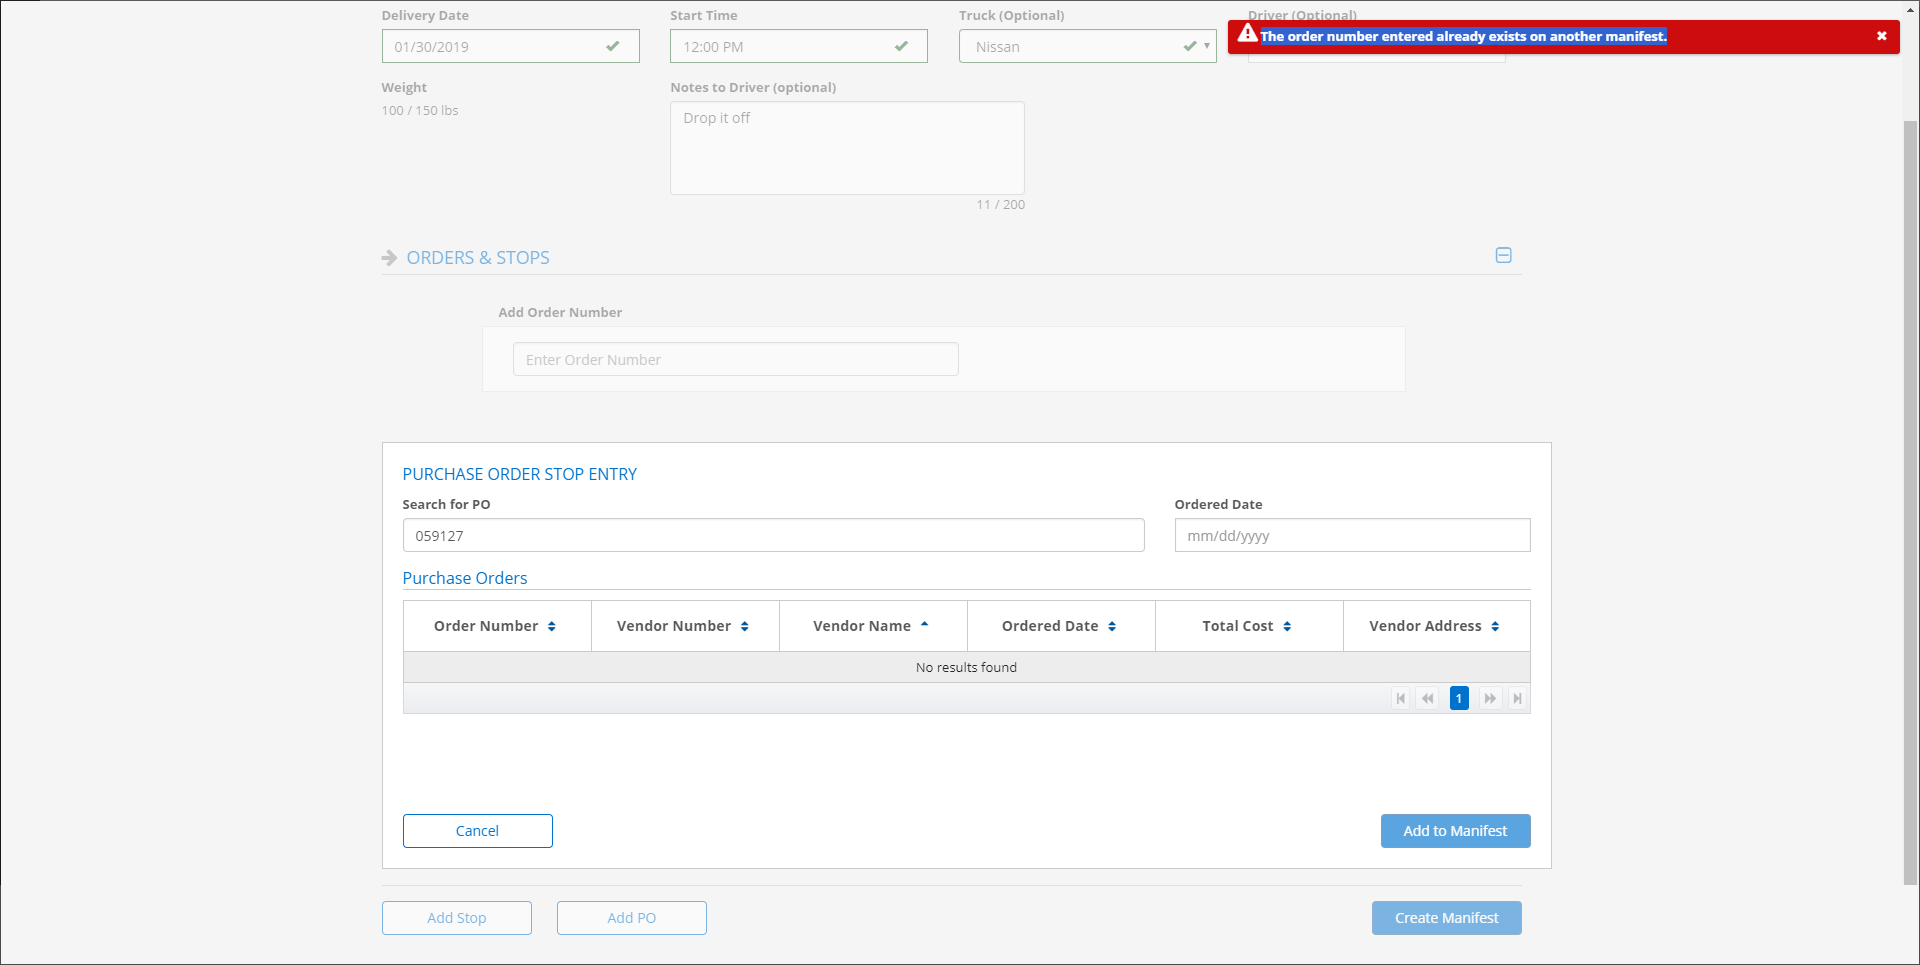 Delivery Date
Start Time
Truck (Optional)
Driver (Optional)
The order number entered already exists on another manifest.
01/30/2019
12:00 PM
Nissan
Weight
Notes to Driver (optional)
100 / 150 lbs
Drop it off
11 / 200
ORDERS & STOPS
Add Order Number
Enter Order Number
PURCHASE ORDER STOP ENTRY
Search for PO
Ordered Date
059127
mm/dd/yyyy
Purchase Orders
Order Number
Vendor Number
Vendor Name
Ordered Date
Total Cost
Vendor Address
No results found
1
Cancel
Add to Manifest
Add Stop
Add PO
Create Manifest